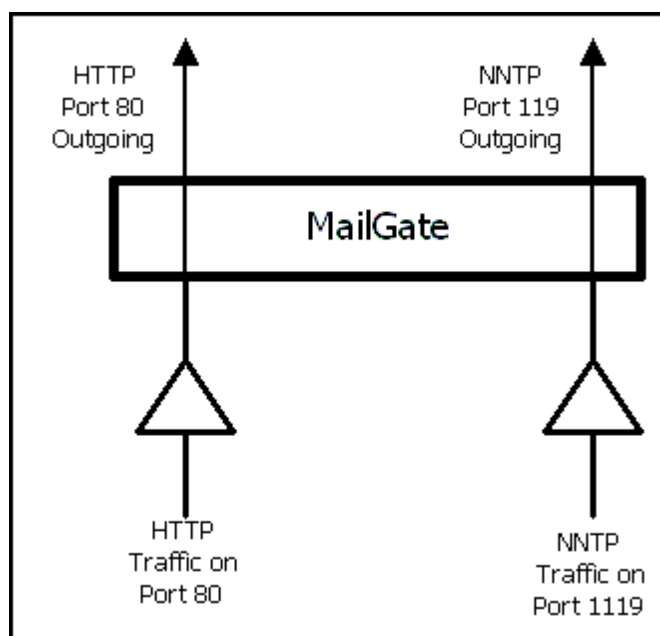 HTTP
Port 80
Outgoing
NNTP
Port 119
Outgoing
MailGate
HTTP
Traffic on
Port 80
NNTP
Traffic on
Port 1119